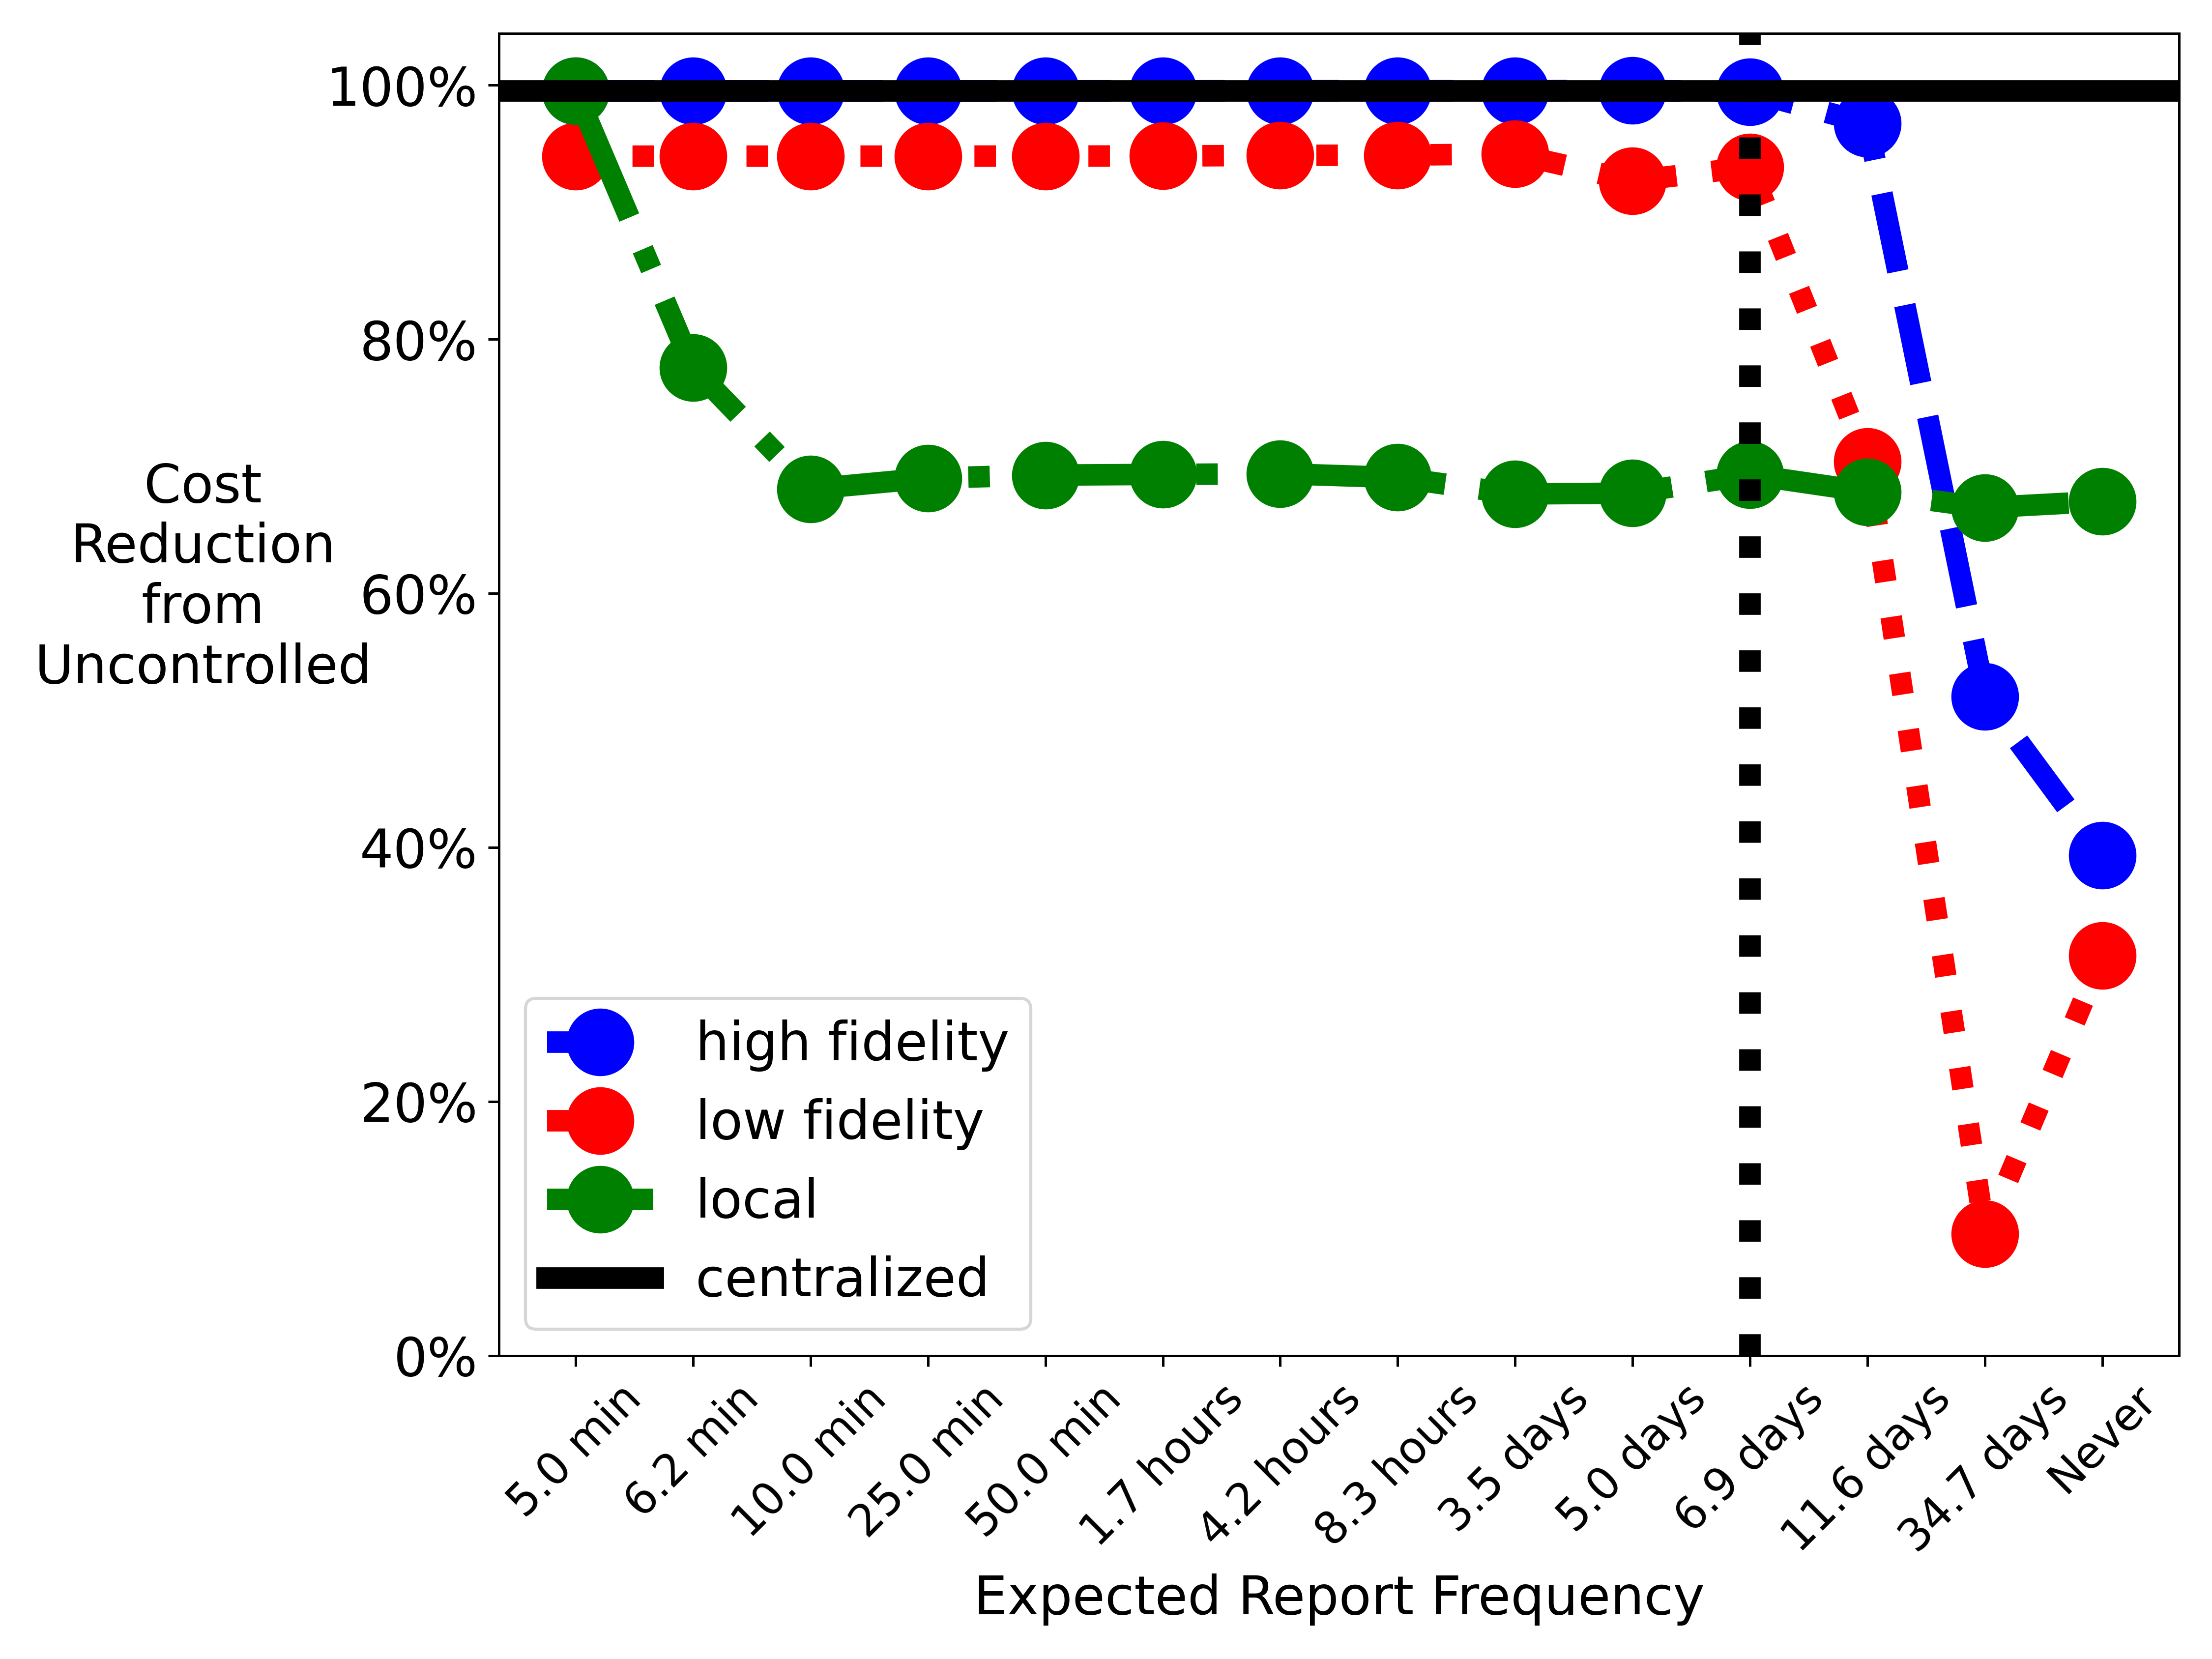 100%
80%
60%
40%
20%
0%
Cost
Reduction
from
Uncontrolled
high fidelity
low fidelity
local
centralized
5.0 min
6.2 min
10.0 min
25.0 min
50.0 min
1.7 hours
4.2 hours
8.3 hours
3.5 days
5.0 days
6.9 days
11.6 days
34.7 days
Never
Expected Report Frequency